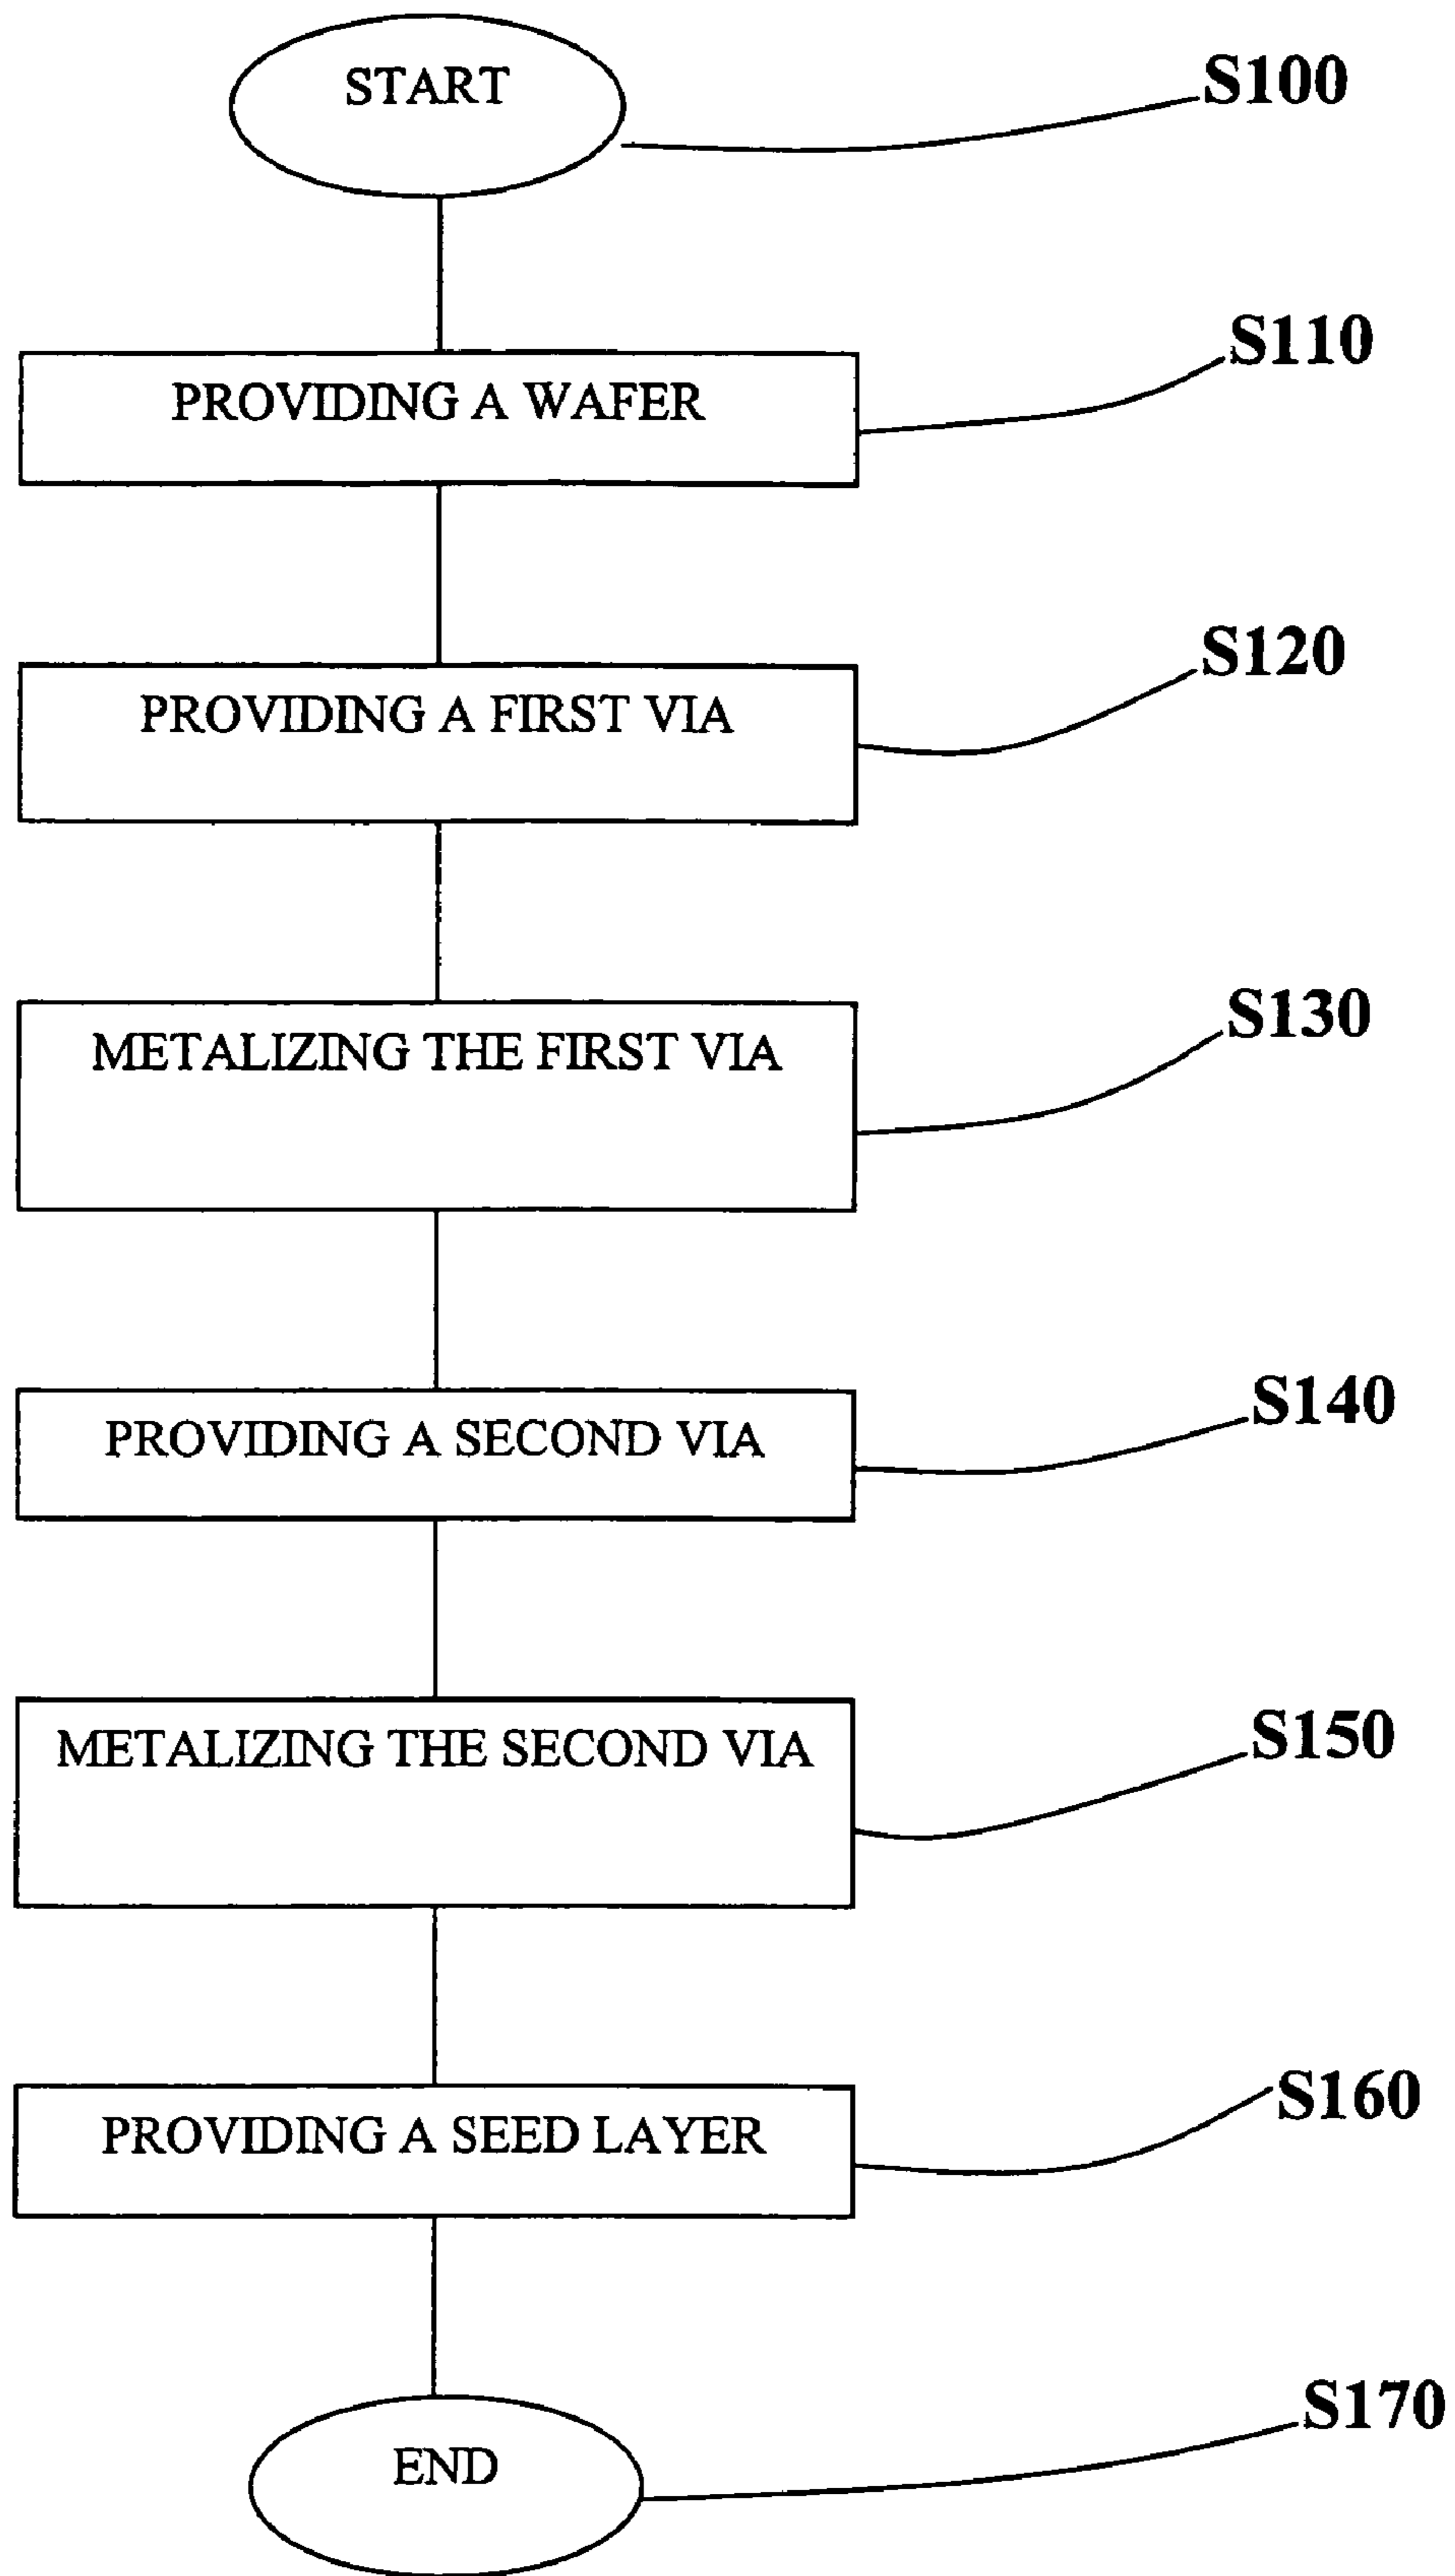 START
S100
PROVIDING A WAFER
S110
PROVIDING A FIRST VIA
S120
METALIZING THE FIRST VIA
S130
PROVIDING A SECOND VIA
S140
METALIZING THE SECOND VIA
S150
PROVIDING A SEED LAYER
S160
END
S170